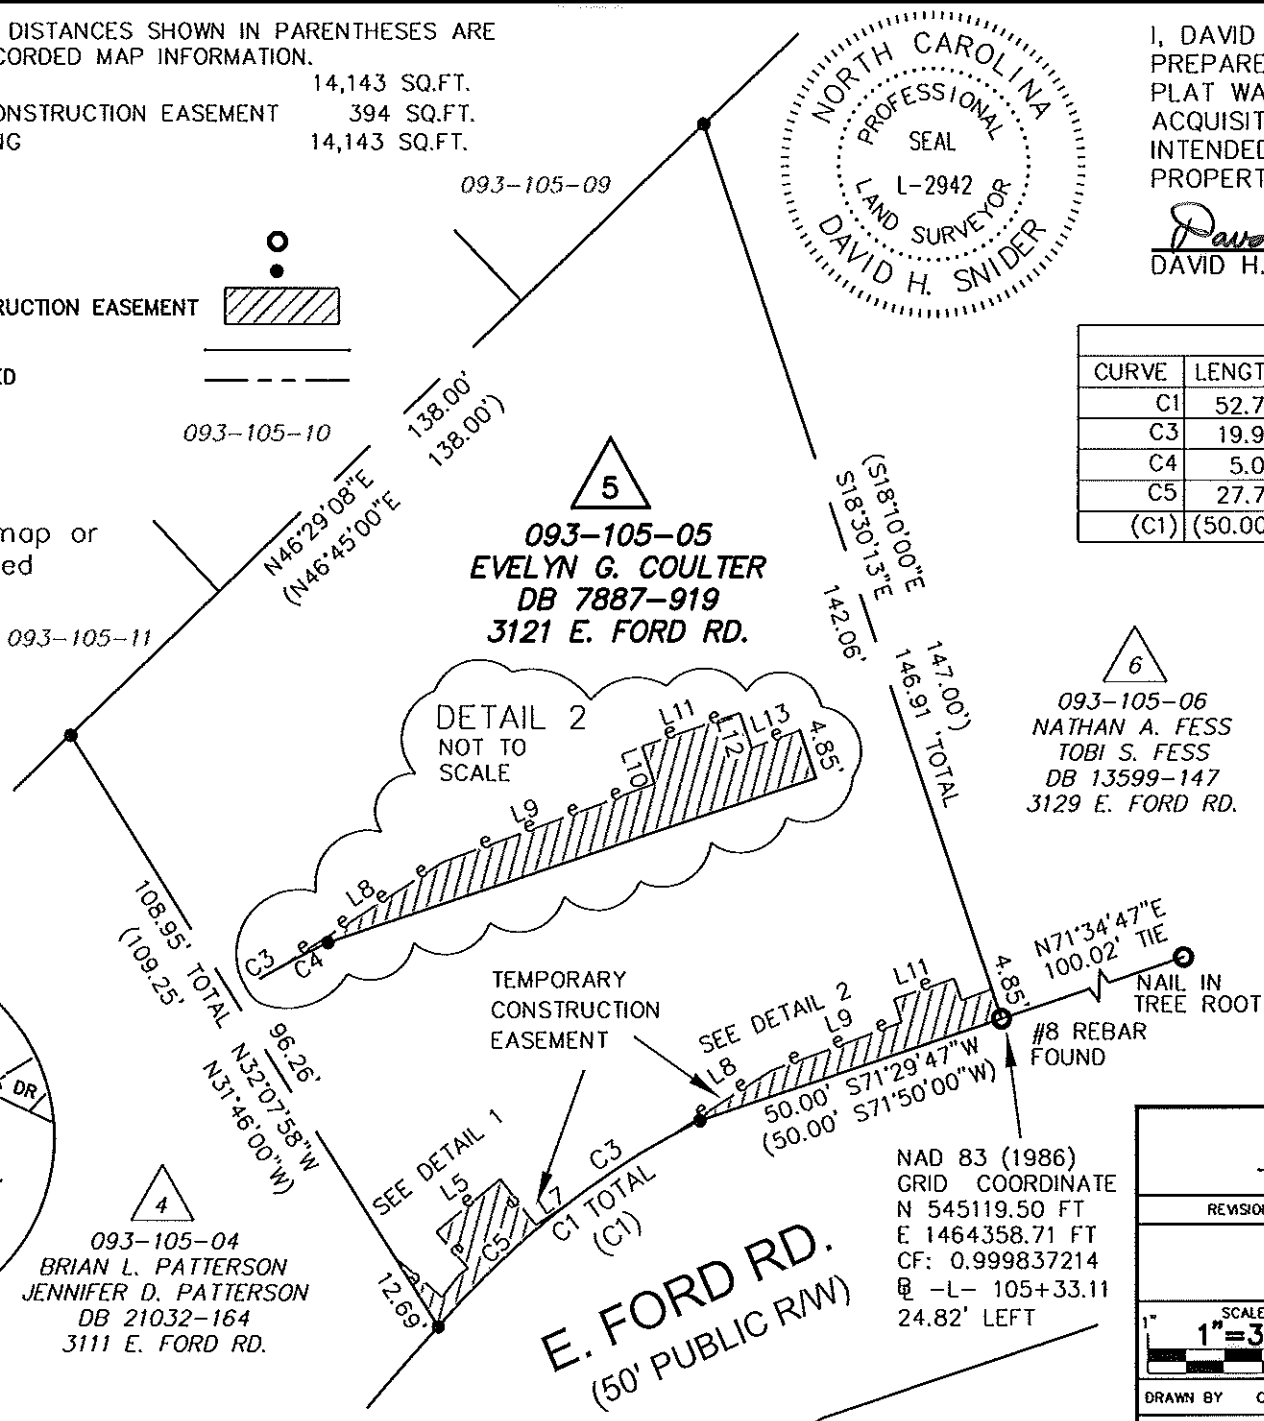 DISTANCES SHOWN IN PARENTHESES ARE
CORDED MAP INFORMATION.
14,143 SQ.FT.
ONSTRUCTION EASEMENT 394 SQ.FT.
NG 14,143 SQ.FT.
NORTH CAROLINA
PROFESSIONAL
SEAL
L-2942
LAND SURVEYOR
DAVID H. SNIDER
I, DAVID
PREPARE
PLAT WA
ACQUISIT
INTENDED
PROPERT
DAVID H.
093-105-09
RUCTION EASEMENT
093-105-10
CURVE LENGT
C1 52.7
C3 19.9
C4 5.0
C5 27.7
(C1) (50.00
138.00'
138.00')
N46°29'08"E
(N46°45'00"E
map or
ed
093-105-11
5
093-105-05
EVELYN G. COULTER
DB 7887-919
3121 E. FORD RD.
(S18°10'00"E
S18°30'13"E
142.06'
147.00')
146.91 'TOTAL
6
093-105-06
NATHAN A. FESS
TOBI S. FESS
DB 13599-147
3129 E. FORD RD.
DETAIL 2
NOT TO
SCALE
L11
L12
L13
4.85'
L10
L9
L8
C3
C4
e e e e e e e e e e
108.95' TOTAL
(109.25'
96.26'
N32°07'58"W
N31°46'00"W)
12.69'
TEMPORARY
CONSTRUCTION
EASEMENT
SEE DETAIL 2
L11
L9
L8
e e e e e e
4.85'
N71°34'47"E
100.02' TIE
NAIL IN
TREE ROOT
#8 REBAR
FOUND
50.00' S71°29'47"W
(50.00' S71°50'00"W)
SEE DETAIL 1
L5
L7
C5
C3
C1 TOTAL
(C1)
e e e
DR
4
093-105-04
BRIAN L. PATTERSON
JENNIFER D. PATTERSON
DB 21032-164
3111 E. FORD RD.
E. FORD RD.
(50' PUBLIC R/W)
NAD 83 (1986)
GRID COORDINATE
N 545119.50 FT
E 1464358.71 FT
CF: 0.999837214
-L- 105+33.11
24.82' LEFT
REVISIO
SCALE
1"
1"=3
DRAWN BY